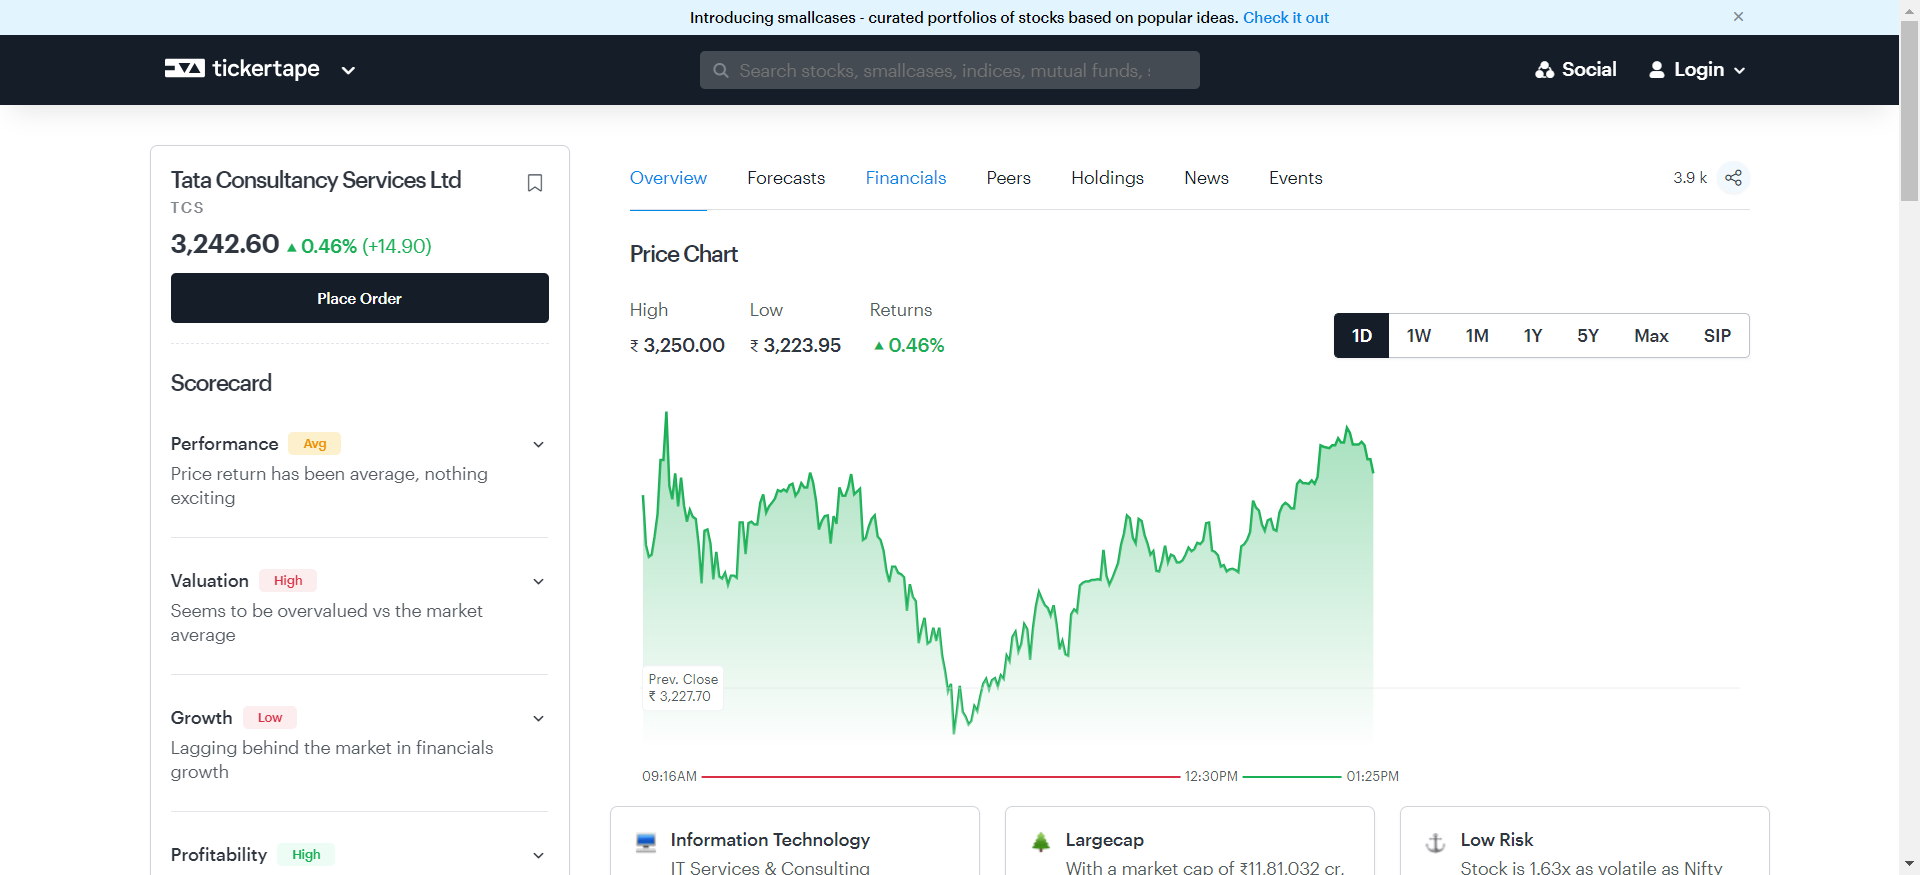 Introducing smallcases - curated portfolios of stocks based on popular ideas. Check it out
tickertape
Search stocks, smallcases, indices, mutual funds, :
Social
Login
Tata Consultancy Services Ltd
TCS
3,242.60 ▲ 0.46% (+14.90)
Place Order
Scorecard
Performance Avg
Price return has been average, nothing
exciting
Valuation High
Seems to be overvalued vs the market
average
Growth Low
Lagging behind the market in financials
growth
Profitability High
Overview Forecasts Financials Peers Holdings News Events
3.9 k
Price Chart
High Low Returns
₹ 3,250.00 ₹ 3,223.95 ▲ 0.46%
1D 1W 1M 1Y 5Y Max SIP
Prev. Close
₹ 3,227.70
09:16AM 12:30PM 01:25PM
Information Technology
IT Services & Consulting
Largecap
With a market cap of ₹11,81,032 cr,
Low Risk
Stock is 1.63x as volatile as Nifty